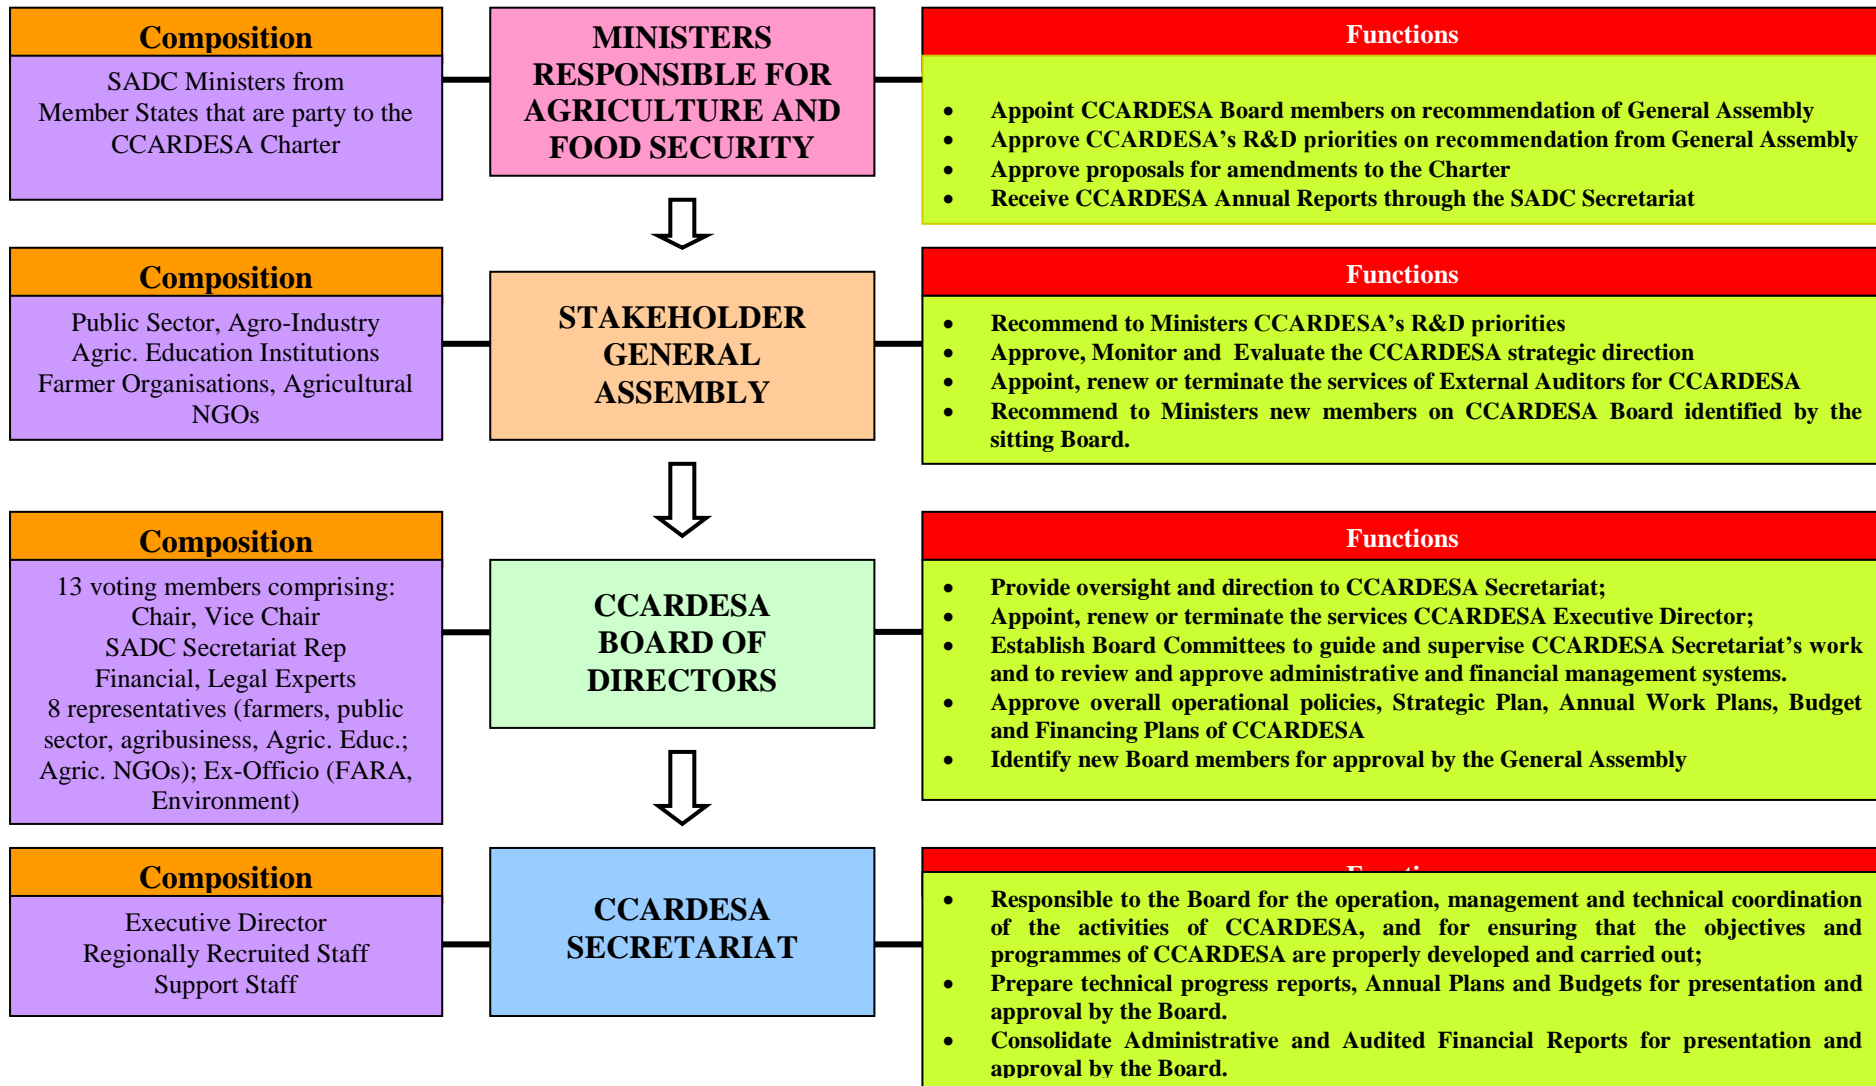 Composition
SADC Ministers from
Member States that are party to the
CCARDESA Charter
MINISTERS
RESPONSIBLE FOR
AGRICULTURE AND
FOOD SECURITY
Functions
• Appoint CCARDESA Board members on recommendation of General Assembly
• Approve CCARDESA’s R&D priorities on recommendation from General Assembly
• Approve proposals for amendments to the Charter
• Receive CCARDESA Annual Reports through the SADC Secretariat
Composition
Public Sector, Agro-Industry
Agric. Education Institutions
Farmer Organisations, Agricultural
NGOs
STAKEHOLDER
GENERAL
ASSEMBLY
Functions
• Recommend to Ministers CCARDESA’s R&D priorities
• Approve, Monitor and Evaluate the CCARDESA strategic direction
• Appoint, renew or terminate the services of External Auditors for CCARDESA
• Recommend to Ministers new members on CCARDESA Board identified by the
sitting Board.
Composition
13 voting members comprising:
Chair, Vice Chair
SADC Secretariat Rep
Financial, Legal Experts
8 representatives (farmers, public
sector, agribusiness, Agric. Educ.;
Agric. NGOs); Ex-Officio (FARA,
Environment)
CCARDESA
BOARD OF
DIRECTORS
Functions
• Provide oversight and direction to CCARDESA Secretariat;
• Appoint, renew or terminate the services CCARDESA Executive Director;
• Establish Board Committees to guide and supervise CCARDESA Secretariat’s work
and to review and approve administrative and financial management systems.
• Approve overall operational policies, Strategic Plan, Annual Work Plans, Budget
and Financing Plans of CCARDESA
• Identify new Board members for approval by the General Assembly
Composition
Executive Director
Regionally Recruited Staff
Support Staff
CCARDESA
SECRETARIAT
• Responsible to the Board for the operation, management and technical coordination
of the activities of CCARDESA, and for ensuring that the objectives and
programmes of CCARDESA are properly developed and carried out;
• Prepare technical progress reports, Annual Plans and Budgets for presentation and
approval by the Board.
• Consolidate Administrative and Audited Financial Reports for presentation and
approval by the Board.